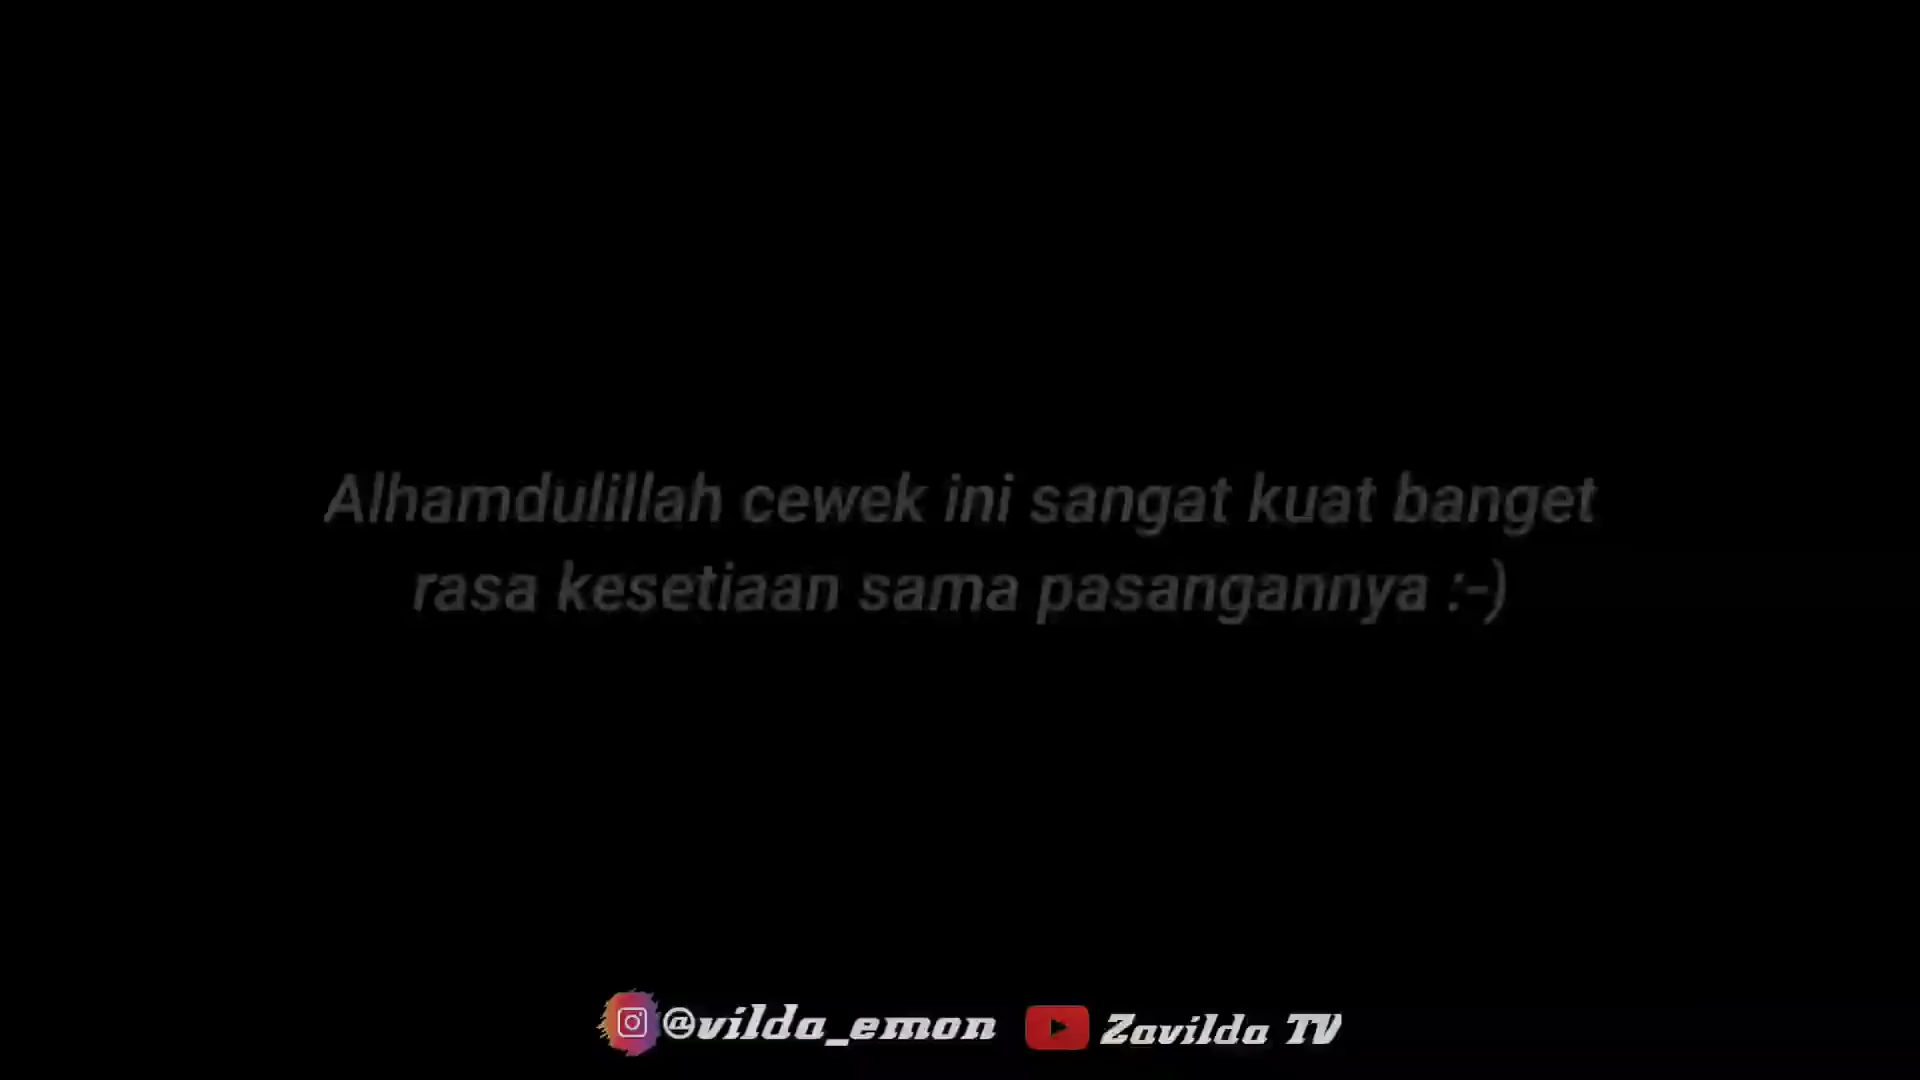 Alhamdulillah cewek ini sangat kuat banget
rasa kesetiaan sama pasangannya :-)
@vilda_emon Zavilda TV